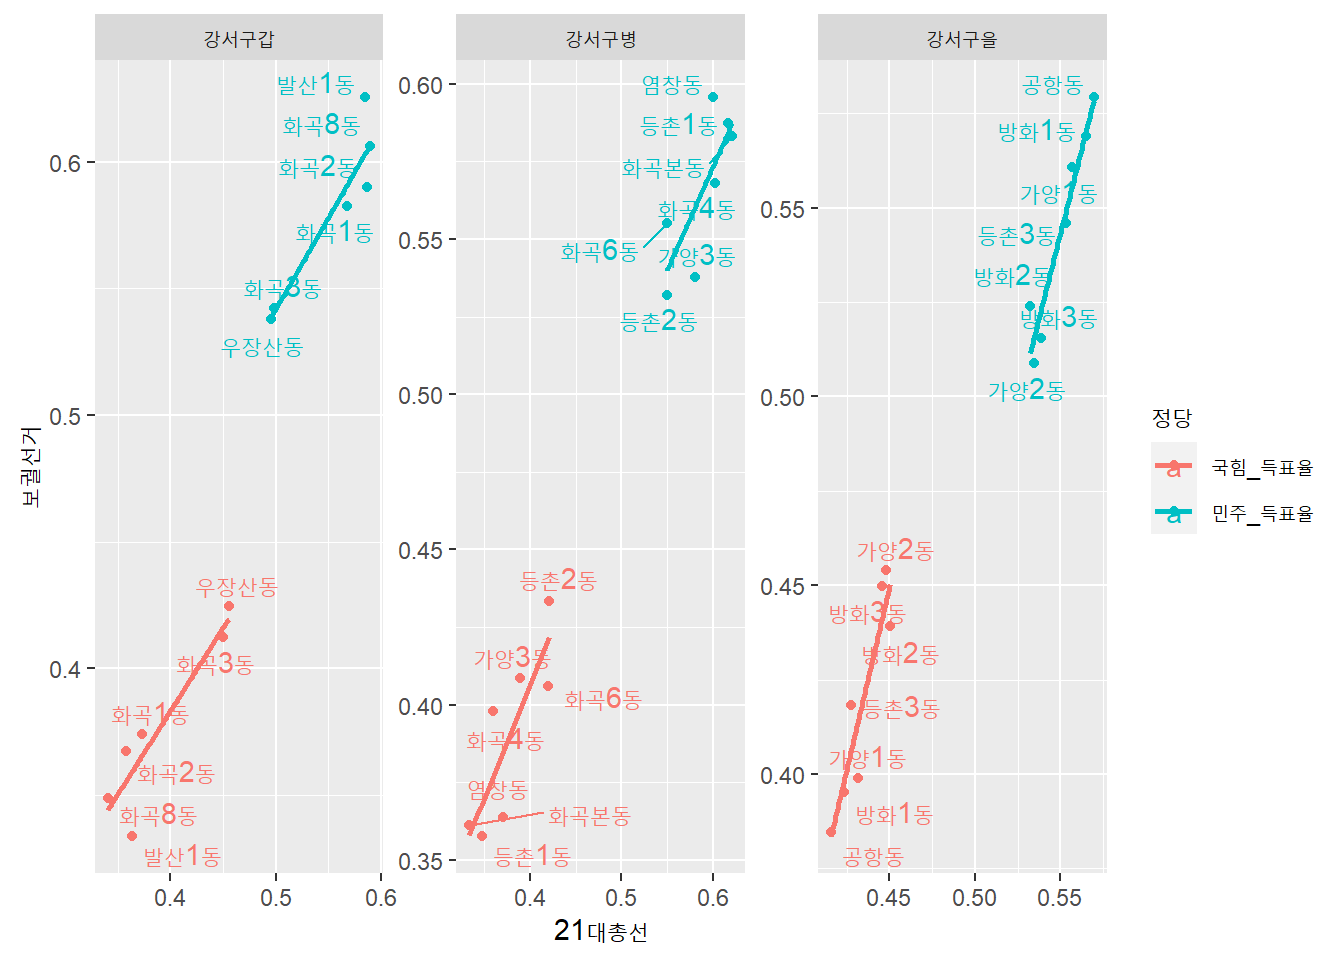 강서구갑
강서구병
강서구을
보궐선거
0.6
0.5
0.4
발산1동
화곡8동
화곡2동
화곡1동
화곡3동
우장산동
우장산동
화곡3동
화곡1동
화곡2동
화곡8동
발산1동
0.4
0.5
0.6
0.60
0.55
0.50
0.45
0.40
0.35
염창동
등촌1동
화곡본동
화곡4동
화곡6동
가양3동
등촌2동
등촌2동
가양3동
화곡6동
화곡4동
염창동
화곡본동
등촌1동
0.4
0.5
0.6
0.55
0.50
0.45
0.40
공항동
방화1동
가양1동
등촌3동
방화2동
방화3동
가양2동
가양2동
방화3동
방화2동
등촌3동
가양1동
방화1동
공항동
0.45
0.50
0.55
21대총선
정당
a 국힘_득표율
a 민주_득표율